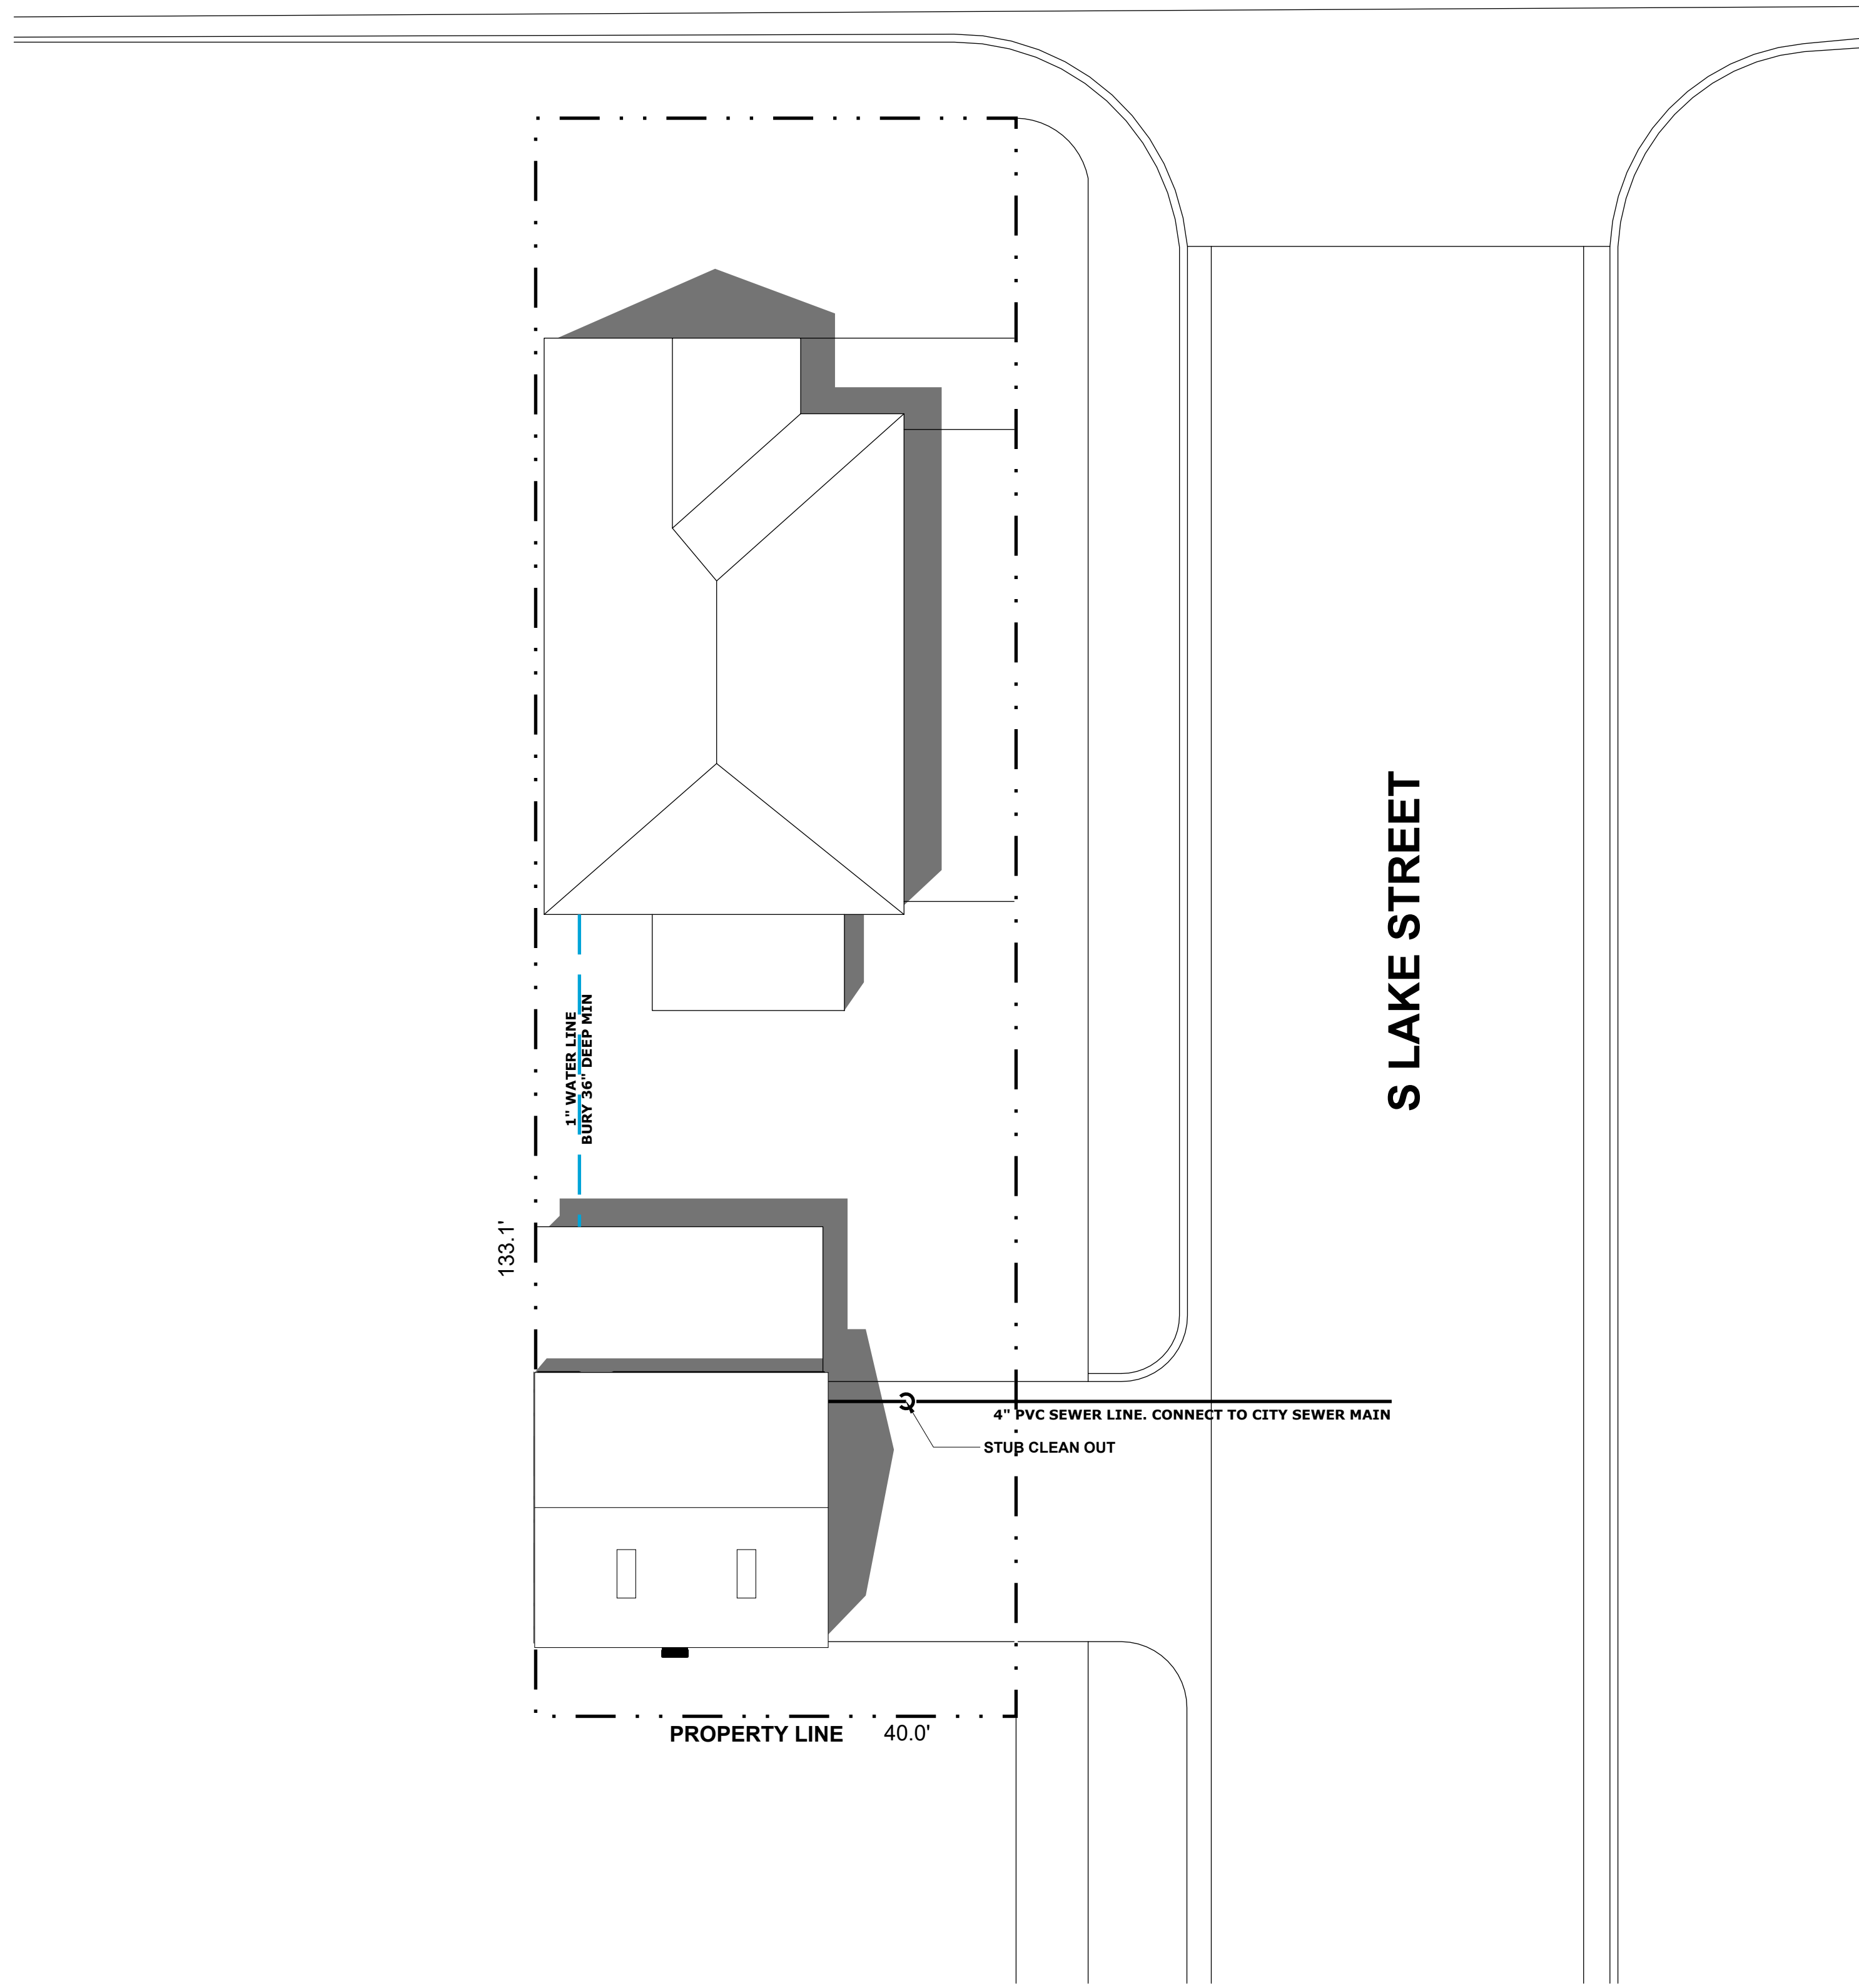 S LAKE STREET
1" WATER LINE
BURY 36" DEEP MIN
133.1'
4" PVC SEWER LINE. CONNECT TO CITY SEWER MAIN
STUB CLEAN OUT
PROPERTY LINE 40.0'